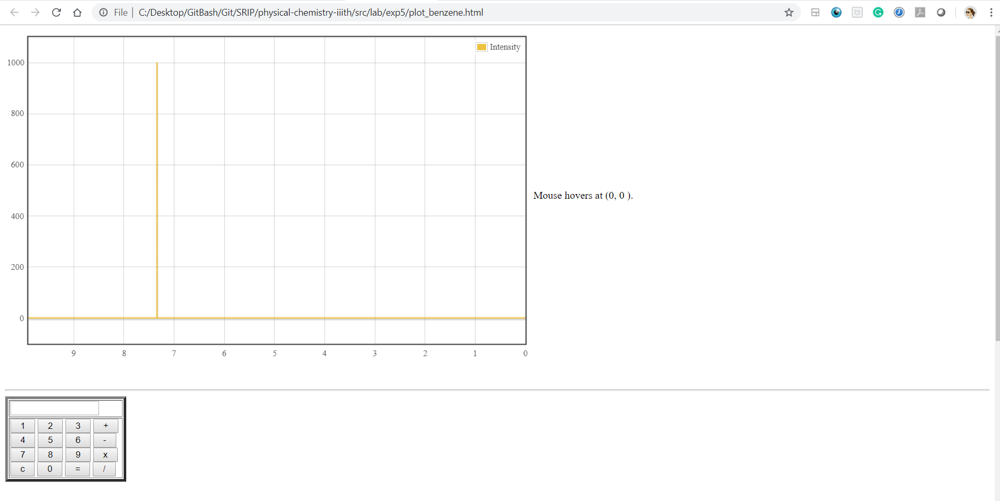 File | C:/Desktop/GitBash/Git/SRIP/physical-chemistry-iiith/src/lab/exp5/plot_benzene.html
Intensity
1000
800
600
400
200
0
9 8 7 6 5 4 3 2 1 0
Mouse hovers at (0, 0 ).
1 2 3 +
4 5 6 -
7 8 9 x
c 0 = /